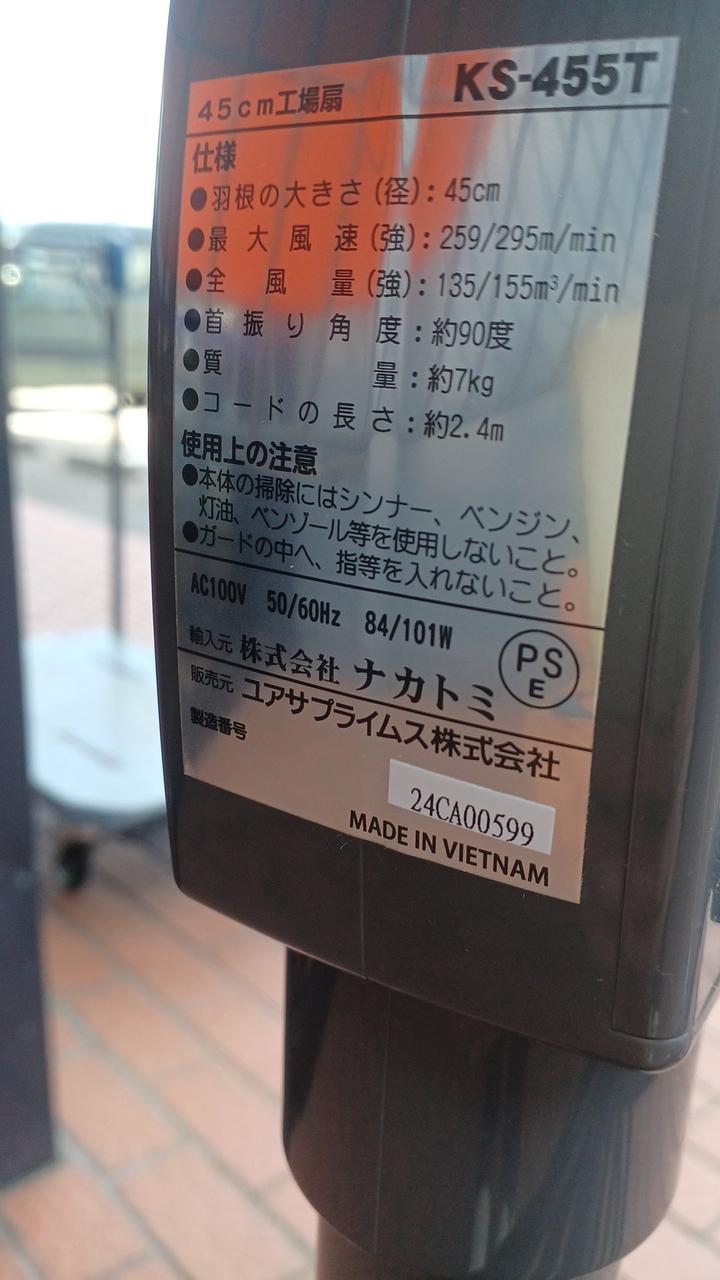 45cm工場扇 KS-455T
仕様
●羽根の大きさ(径):45cm
●最大風速(強):259/295m/min
●全風量(強):135/155m³/min
●首振り角度:約90度
●質量:約7kg
●コードの長さ:約2.4m
使用上の注意
●本体の掃除にはシンナー、ベンジン、
灯油、ベンゾール等を使用しないこと。
●ガードの中へ、指等を入れないこと。
AC100V 50/60Hz 84/101W
PS
E
輸入元 株式会社 ナカトミ
販売元 ユアサプライムス株式会社
製造番号
24CA00599
MADE IN VIETNAM